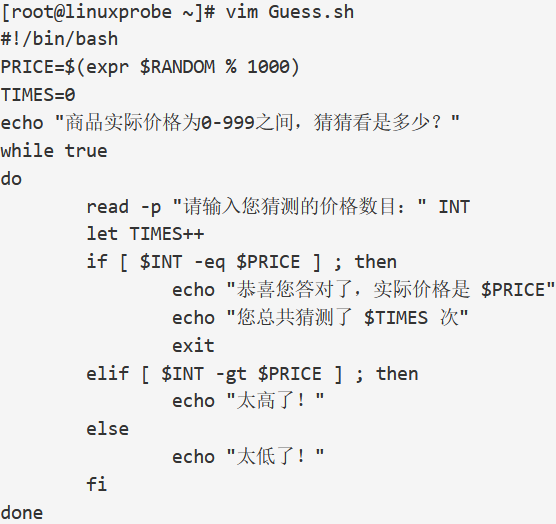 [root@linuxprobe ~]# vim Guess.sh
#!/bin/bash
PRICE=$(expr $RANDOM % 1000)
TIMES=0
echo "商品实际价格为0-999之间，猜猜看是多少？"
while true
do
        read -p "请输入您猜测的价格数目：" INT
        let TIMES++
        if [ $INT -eq $PRICE ] ; then
                echo "恭喜您答对了，实际价格是 $PRICE"
                echo "您总共猜测了 $TIMES 次"
                exit
        elif [ $INT -gt $PRICE ] ; then
                echo "太高了！"
        else
                echo "太低了！"
        fi
done